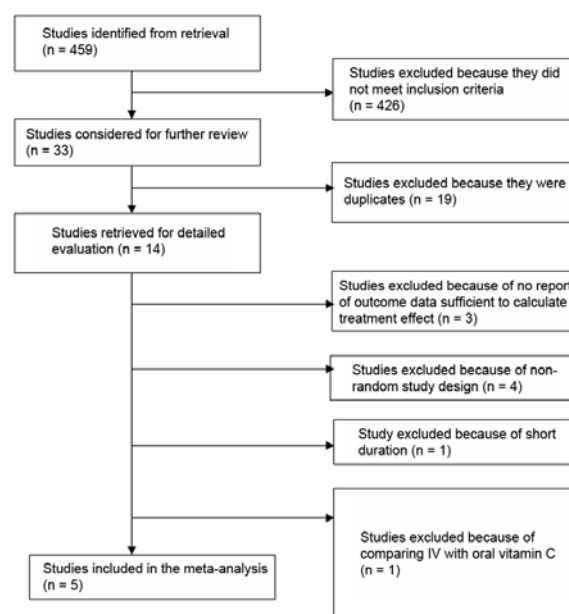 Studies identified from retrieval
(n = 459)
Studies excluded because they did
not meet inclusion criteria
(n = 426)
Studies considered for further review
(n = 33)
Studies excluded because they were
duplicates (n = 19)
Studies retrieved for detailed
evaluation (n = 14)
Studies excluded because of no report
of outcome data sufficient to calculate
treatment effect (n = 3)
Studies excluded because of non-
random study design (n = 4)
Study excluded because of short
duration (n = 1)
Studies excluded because of
comparing IV with oral vitamin C
(n = 1)
Studies included in the meta-analysis
(n = 5)